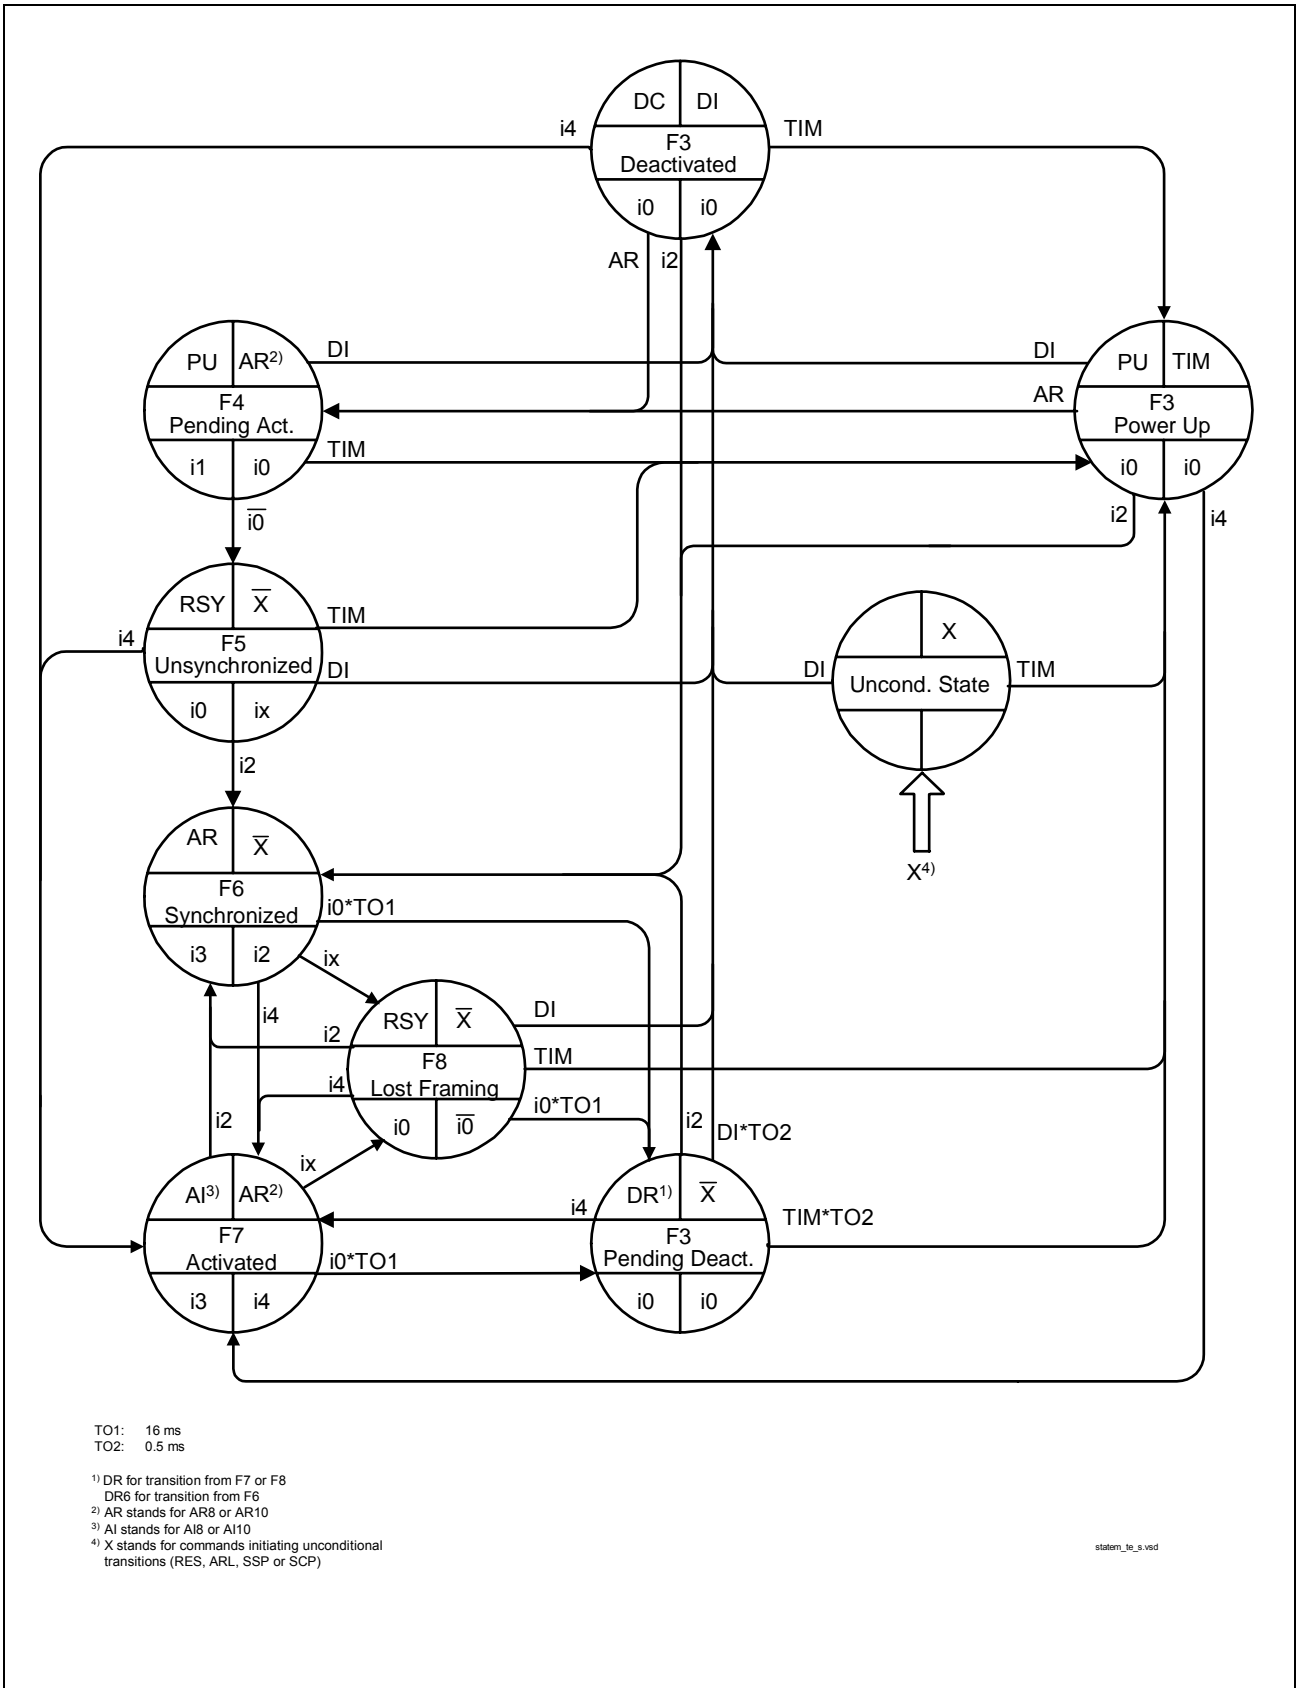 DC DI
i4 TIM
F3
Deactivated
i0 i0
AR i2
PU AR2) DI
F4
Pending Act.
TIM
i1 i0
i0
DI PU TIM
AR F3
Power Up
i0 i0
i2 i4
RSY X
TIM
i4 F5
Unsynchronized DI
i0 ix
i2
X
DI Uncond. State TIM
X4)
AR X
F6
Synchronized i0*TO1
i3 i2
ix
i4
RSY X DI
i2
F8 TIM
Lost Framing
i4
i0 i0 i0*TO1
i2
ix
i2 DI*TO2
AI3) AR2)
F7
Activated i0*TO1
i3 i4
DR1) X
i4 TIM*TO2
F3
Pending Deact.
i0 i0
TO1: 16 ms
TO2: 0.5 ms
1) DR for transition from F7 or F8
DR6 for transition from F6
2) AR stands for AR8 or AR10
3) AI stands for AI8 or AI10
4) X stands for commands initiating unconditional
transitions (RES, ARL, SSP or SCP)
statem_te_s.vsd